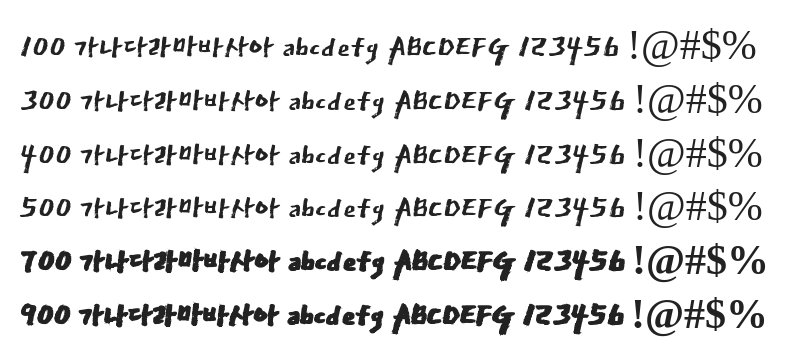 100 가나다라마바사아 abcdefg ABCDEFG 123456 !@#$%
300 가나다라마바사아 abcdefg ABCDEFG 123456 !@#$%
400 가나다라마바사아 abcdefg ABCDEFG 123456 !@#$%
500 가나다라마바사아 abcdefg ABCDEFG 123456 !@#$%
700 가나다라마바사아 abcdefg ABCDEFG 123456 !@#$%
900 가나다라마바사아 abcdefg ABCDEFG 123456 !@#$%